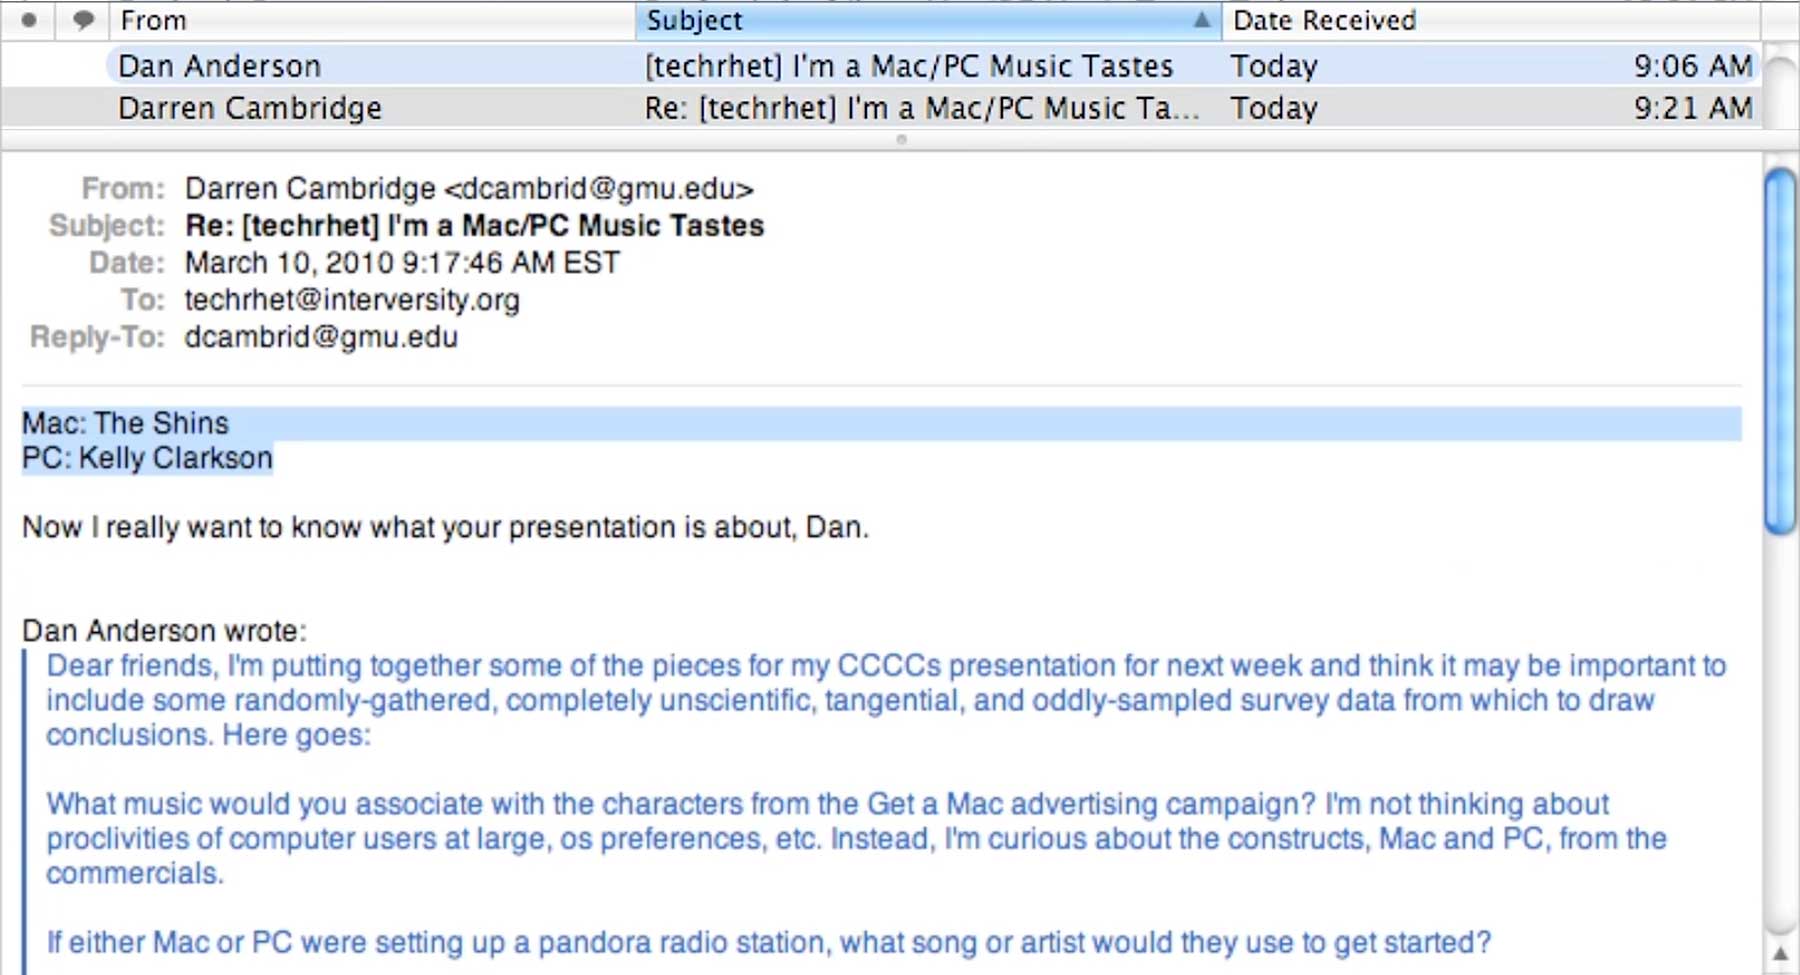 From Subject Date Received
Dan Anderson [techrhet] I'm a Mac/PC Music Tastes Today 9:06 AM
Darren Cambridge Re: [techrhet] I'm a Mac/PC Music Ta... Today 9:21 AM
From: Darren Cambridge <dcambrid@gmu.edu>
Subject: Re: [techrhet] I'm a Mac/PC Music Tastes
Date: March 10, 2010 9:17:46 AM EST
To: techrhet@interversity.org
Reply-To: dcambrid@gmu.edu
Mac: The Shins
PC: Kelly Clarkson
Now I really want to know what your presentation is about, Dan.
Dan Anderson wrote:
Dear friends, I'm putting together some of the pieces for my CCCCs presentation for next week and think it may be important to
include some randomly-gathered, completely unscientific, tangential, and oddly-sampled survey data from which to draw
conclusions. Here goes:
What music would you associate with the characters from the Get a Mac advertising campaign? I'm not thinking about
proclivities of computer users at large, os preferences, etc. Instead, I'm curious about the constructs, Mac and PC, from the
commercials.
If either Mac or PC were setting up a pandora radio station, what song or artist would they use to get started?